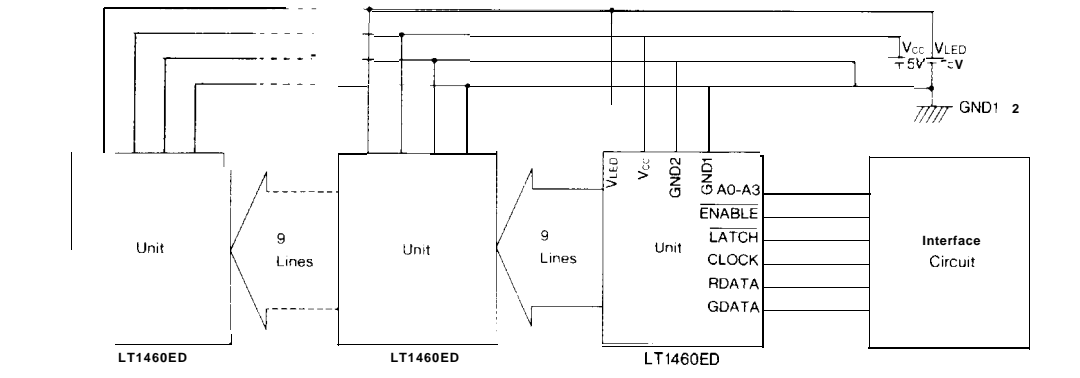 VCC VLED
5V 5V
GND1 2
VLED
VCC
GND2
GND1
A0-A3
ENABLE
LATCH
CLOCK
RDATA
GDATA
Unit
9
Lines
Unit
9
Lines
Unit
Interface
Circuit
LT1460ED
LT1460ED
LT1460ED